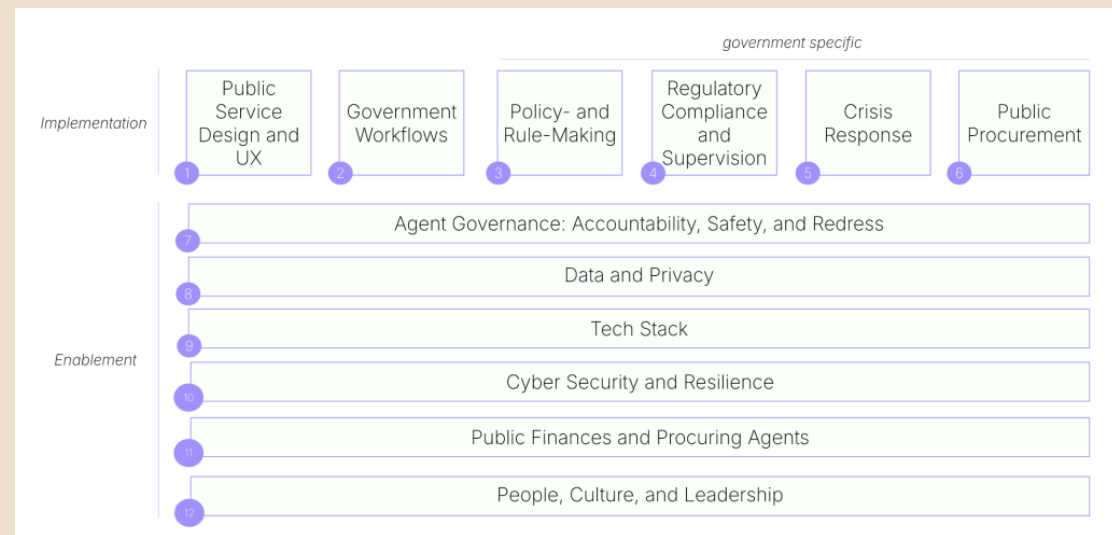 government specific
Implementation
Public
Service
Design and
UX
1
Government
Workflows
2
Policy- and
Rule-Making
3
Regulatory
Compliance
and
Supervision
4
Crisis
Response
5
Public
Procurement
6
Enablement
Agent Governance: Accountability, Safety, and Redress
7
Data and Privacy
8
Tech Stack
9
Cyber Security and Resilience
10
Public Finances and Procuring Agents
11
People, Culture, and Leadership
12